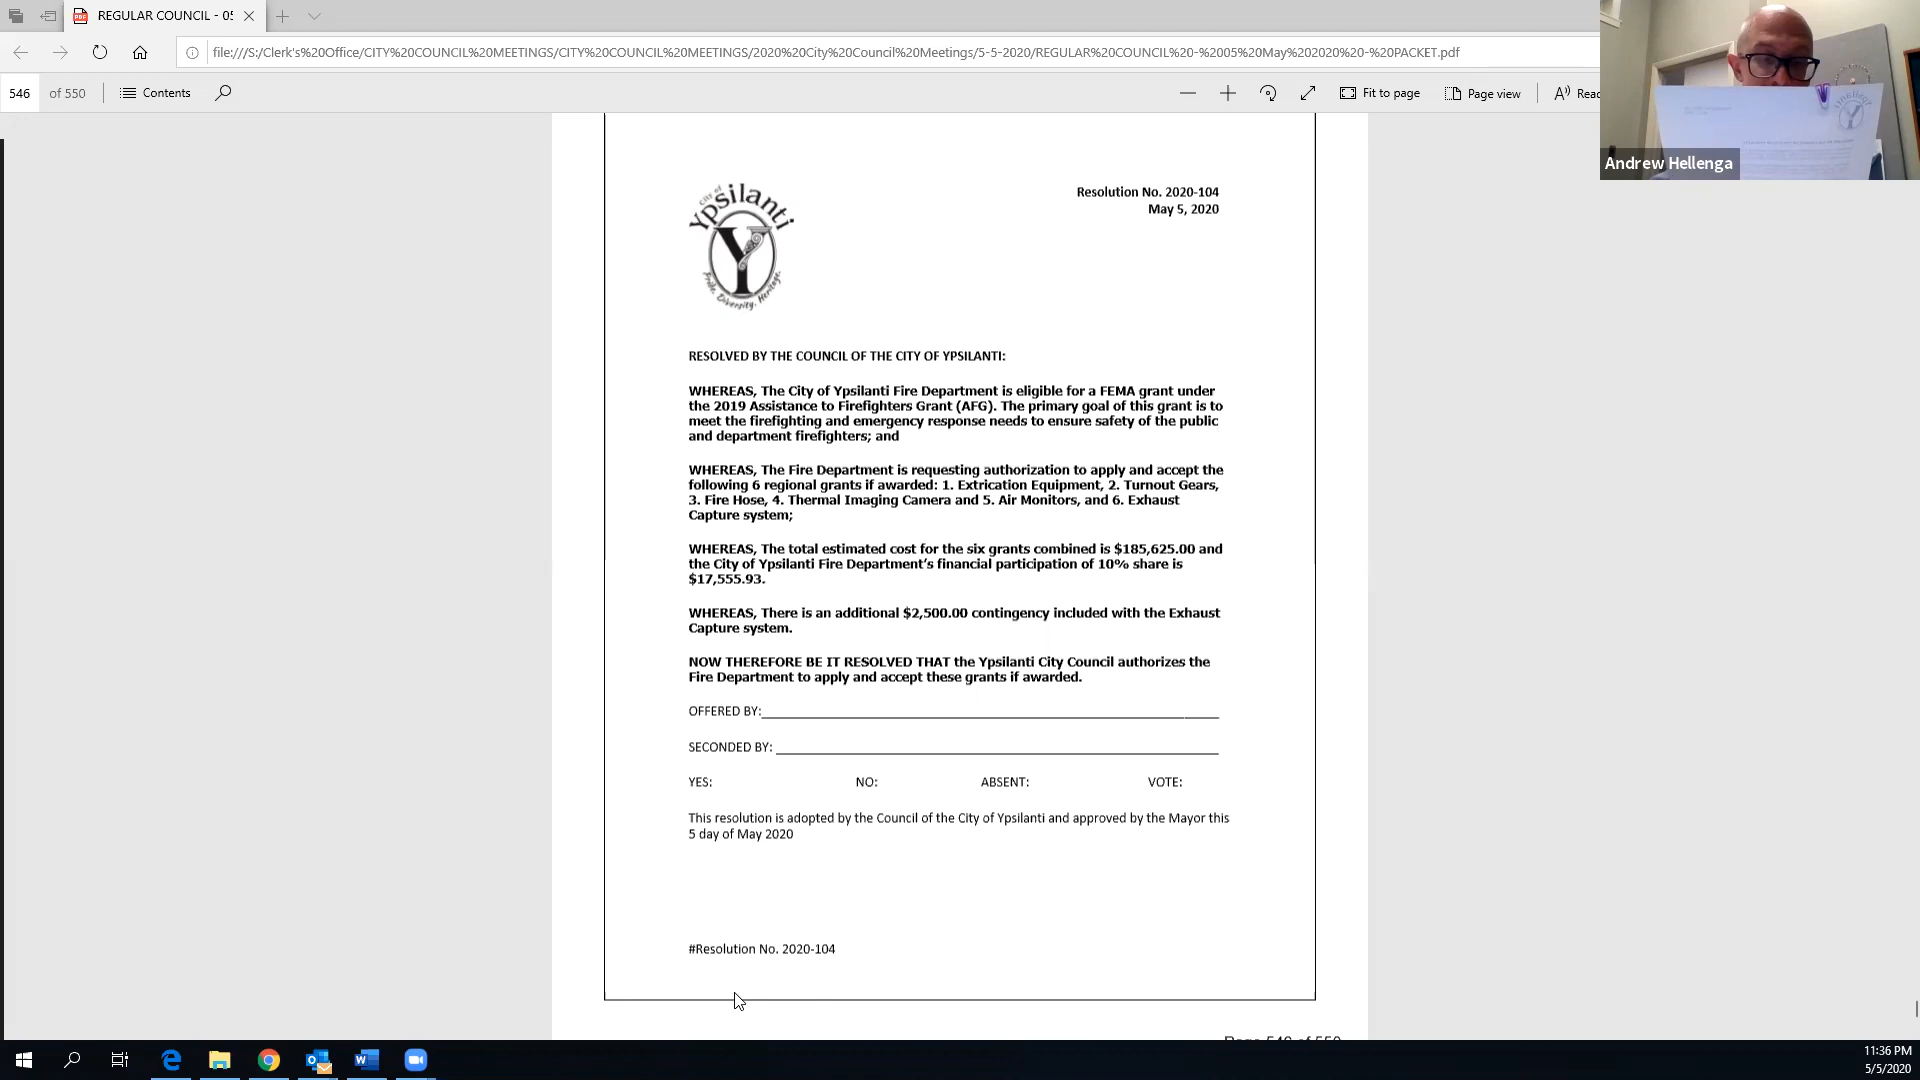 REGULAR COUNCIL - 05
file:///S:/Clerk's%20Office/CITY%20COUNCIL%20MEETINGS/CITY%20COUNCIL%20MEETINGS/2020%20City%20Council%20Meetings/5-5-2020/REGULAR%20COUNCIL%20-%2005%20May%202020%20-%20PACKET.pdf
546 of 550 Contents Fit to page Page view Read
Andrew Hellenga
City of
Ypsilanti
Y
Pride. Diversity. Heritage.
Resolution No. 2020-104
May 5, 2020
RESOLVED BY THE COUNCIL OF THE CITY OF YPSILANTI:
WHEREAS, The City of Ypsilanti Fire Department is eligible for a FEMA grant under
the 2019 Assistance to Firefighters Grant (AFG). The primary goal of this grant is to
meet the firefighting and emergency response needs to ensure safety of the public
and department firefighters; and
WHEREAS, The Fire Department is requesting authorization to apply and accept the
following 6 regional grants if awarded: 1. Extrication Equipment, 2. Turnout Gears,
3. Fire Hose, 4. Thermal Imaging Camera and 5. Air Monitors, and 6. Exhaust
Capture system;
WHEREAS, The total estimated cost for the six grants combined is $185,625.00 and
the City of Ypsilanti Fire Department's financial participation of 10% share is
$17,555.93.
WHEREAS, There is an additional $2,500.00 contingency included with the Exhaust
Capture system.
NOW THEREFORE BE IT RESOLVED THAT the Ypsilanti City Council authorizes the
Fire Department to apply and accept these grants if awarded.
OFFERED BY:
SECONDED BY:
YES: NO: ABSENT: VOTE:
This resolution is adopted by the Council of the City of Ypsilanti and approved by the Mayor this
5 day of May 2020
#Resolution No. 2020-104
Page 546 of 550
11:36 PM
5/5/2020